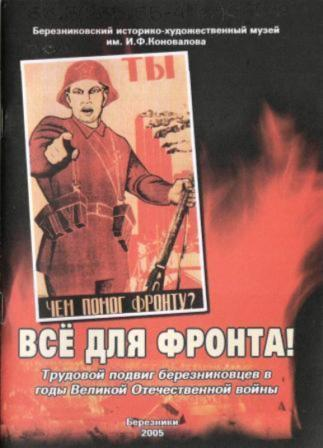 Березниковский историко-художественный музей
им. И.Ф.Коновалова
ТЫ
ЧЕМ ПОМОГ ФРОНТУ?
ВСЁ ДЛЯ ФРОНТА!
Трудовой подвиг березниковцев в
годы Великой Отечественной войны
Березники
2005